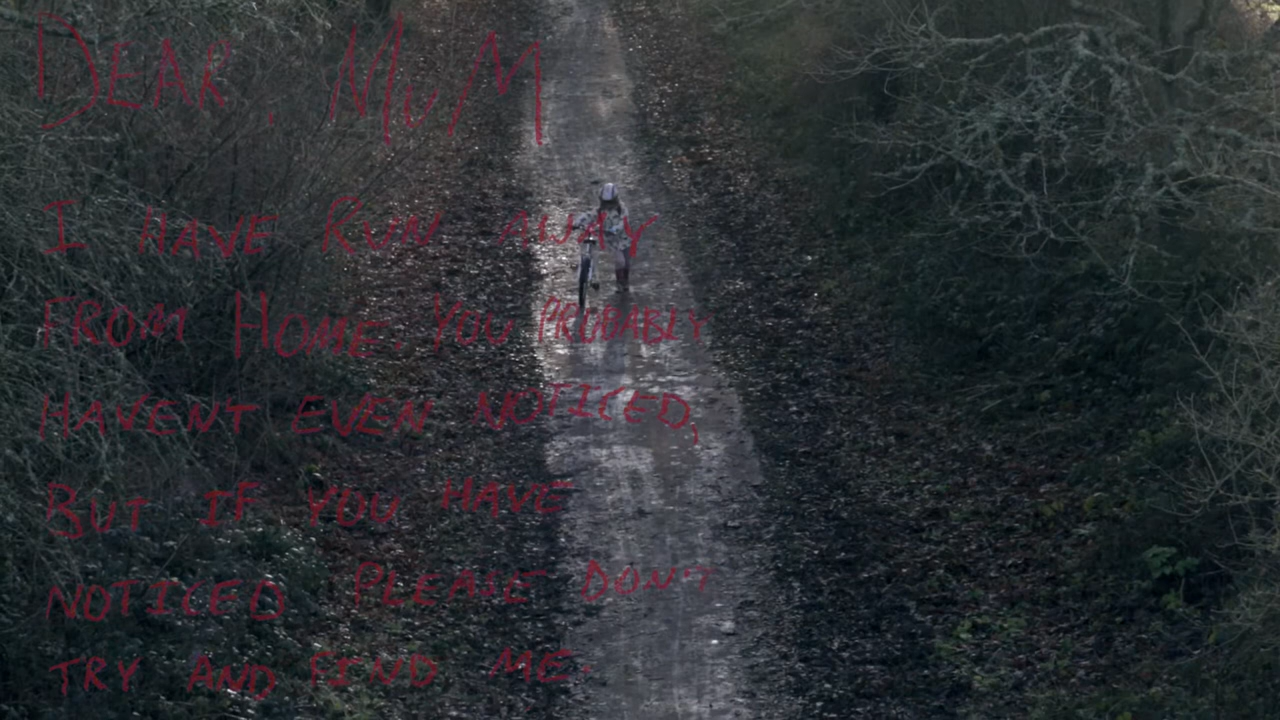 DEAR. MUM
I HAVE RUN AWAY
FROM HOME. YOU PROBABLY
HAVENT EVEN NOTICED,
BUT IF YOU HAVE
NOTICED PLEASE DON'T
TRY AND FIND ME.